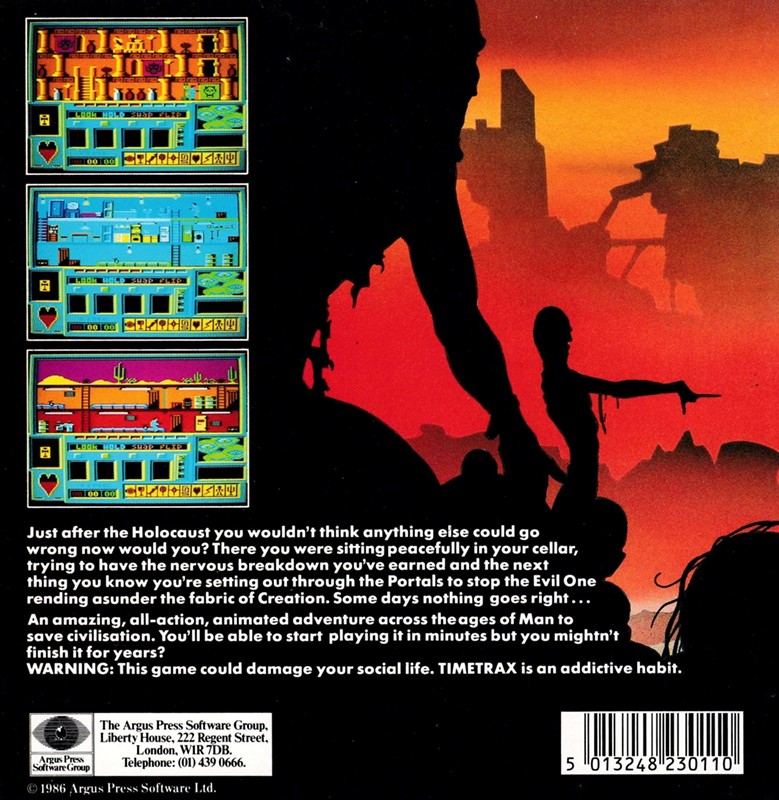 LOOK HOLD SWAP FLIP
00:00
LOOK HOLD SWAP FLIP
00:00
LOOK HOLD SWAP FLIP
00:00
Just after the Holocaust you wouldn't think anything else could go
wrong now would you? There you were sitting peacefully in your cellar,
trying to have the nervous breakdown you've earned and the next
thing you know you're setting out through the Portals to stop the Evil One
rending asunder the fabric of Creation. Some days nothing goes right...
An amazing, all-action, animated adventure across the ages of Man to
save civilisation. You'll be able to start playing it in minutes but you mightn't
finish it for years?
WARNING: This game could damage your social life. TIMETRAX is an addictive habit.
Argus Press
Software Group
The Argus Press Software Group,
Liberty House, 222 Regent Street,
London, W1R 7DB.
Telephone: (01) 439 0666.
5 013248 230110
© 1986 Argus Press Software Ltd.